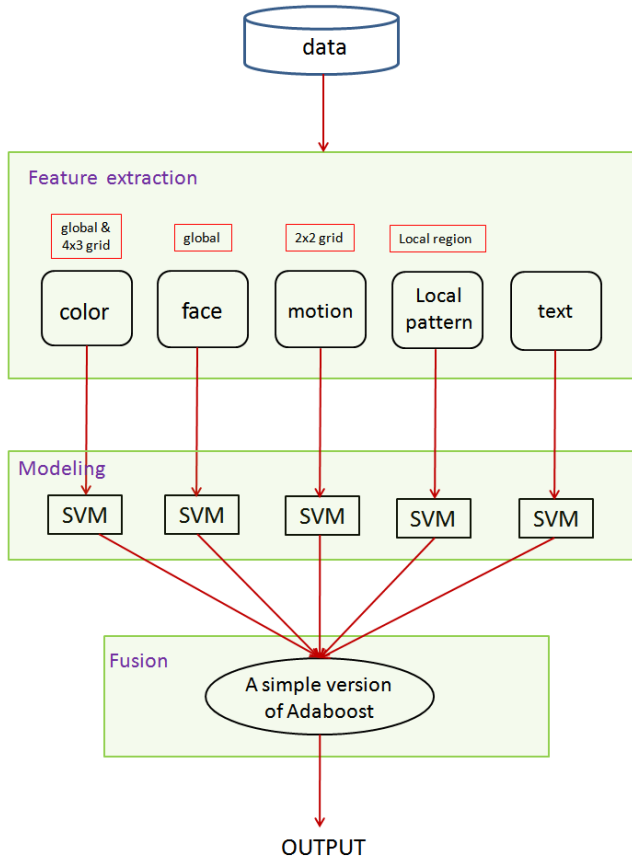 data
Feature extraction
global &
4x3 grid
global
2x2 grid
Local region
color
face
motion
Local
pattern
text
Modeling
SVM
SVM
SVM
SVM
SVM
Fusion
A simple version
of Adaboost
OUTPUT